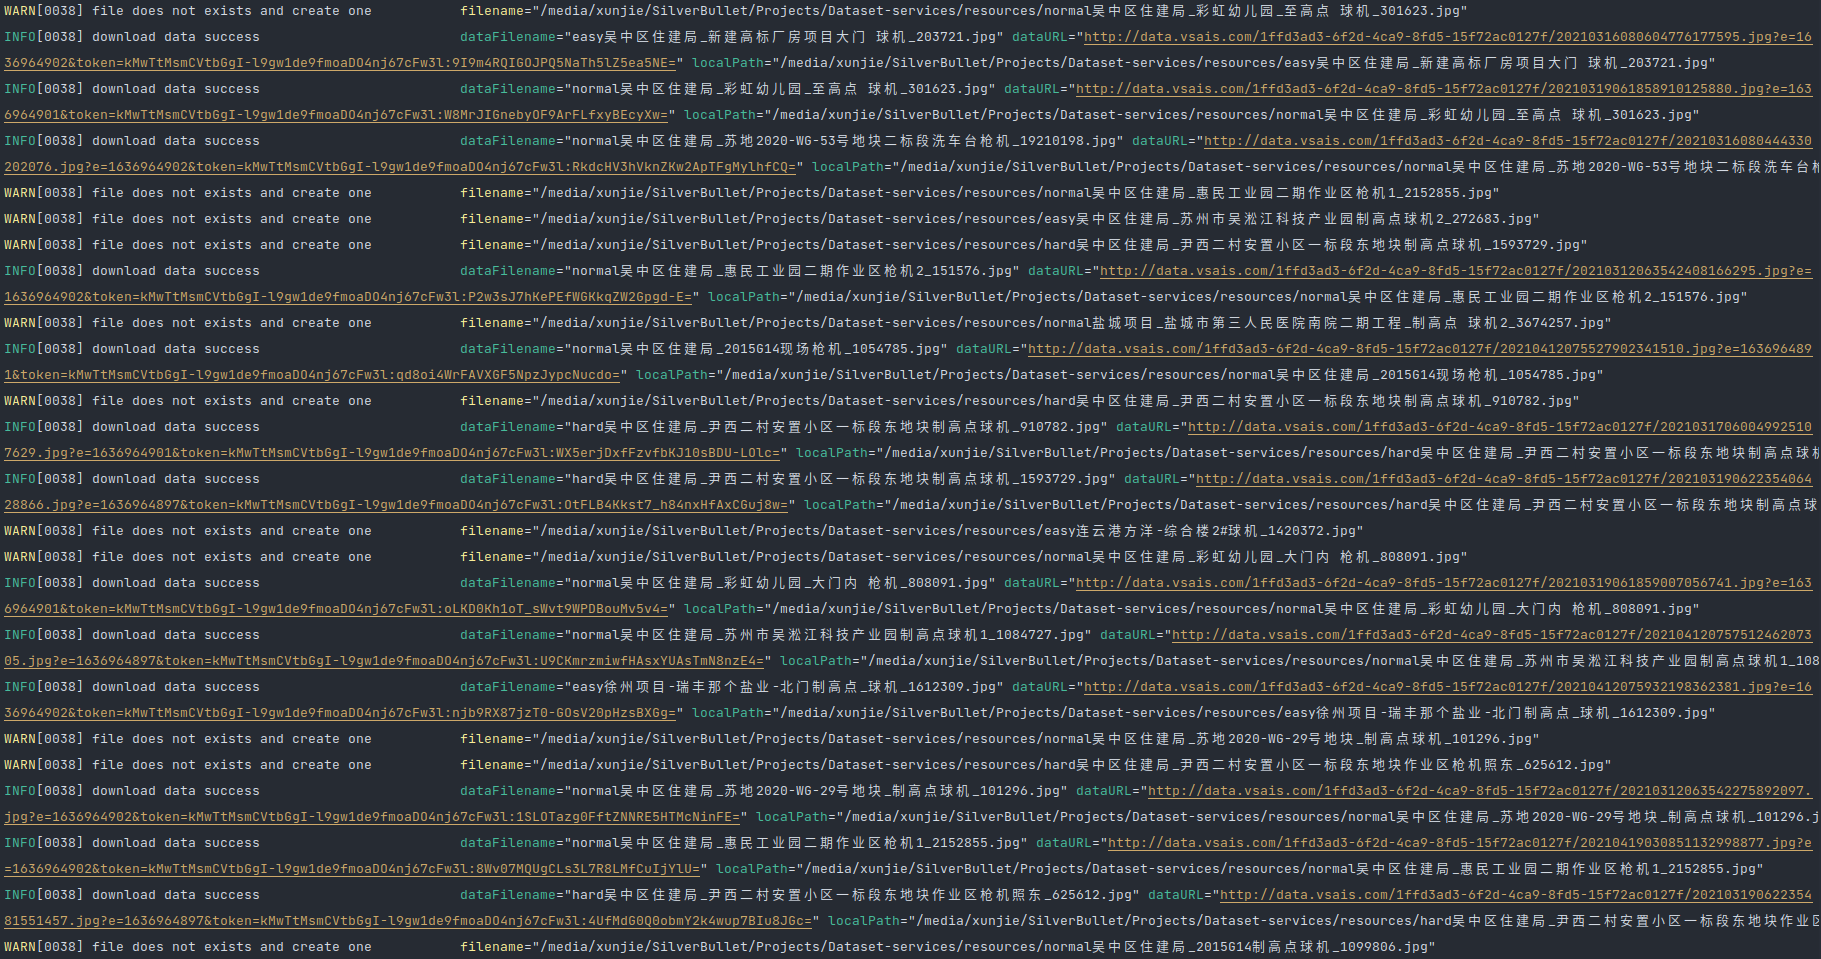 WARN[0038] file does not exists and create one filename="/media/xunjie/SilverBullet/Projects/Dataset-services/resources/normal吴中区住建局_彩虹幼儿园_至高点 球机_301623.jpg"
INFO[0038] download data success dataFilename="easy吴中区住建局_新建高标厂房项目大门 球机_203721.jpg" dataURL="http://data.vsais.com/1ffd3ad3-6f2d-4ca9-8fd5-15f72ac0127f/20210316080604776177595.jpg?e=16
36964902&token=kMwTtMsmCVtbGgI-l9gw1de9fmoaDO4nj67cFw3l:9I9m4RQIGOJPQ5NaTh5lZ5ea5NE=" localPath="/media/xunjie/SilverBullet/Projects/Dataset-services/resources/easy吴中区住建局_新建高标厂房项目大门 球机_203721.jpg"
INFO[0038] download data success dataFilename="normal吴中区住建局_彩虹幼儿园_至高点 球机_301623.jpg" dataURL="http://data.vsais.com/1ffd3ad3-6f2d-4ca9-8fd5-15f72ac0127f/20210319061858910125880.jpg?e=163
6964901&token=kMwTtMsmCVtbGgI-l9gw1de9fmoaDO4nj67cFw3l:W8MrJIGnebyOF9ArFLfxyBEcyXw=" localPath="/media/xunjie/SilverBullet/Projects/Dataset-services/resources/normal吴中区住建局_彩虹幼儿园_至高点 球机_301623.jpg"
INFO[0038] download data success dataFilename="normal吴中区住建局_苏地2020-WG-53号地块二标段洗车台枪机_19210198.jpg" dataURL="http://data.vsais.com/1ffd3ad3-6f2d-4ca9-8fd5-15f72ac0127f/20210316080444330
202076.jpg?e=1636964902&token=kMwTtMsmCVtbGgI-l9gw1de9fmoaDO4nj67cFw3l:RkdcHV3hVknZKw2ApTFgMylhfCQ=" localPath="/media/xunjie/SilverBullet/Projects/Dataset-services/resources/normal吴中区住建局_苏地2020-WG-53号地块二标段洗车台枪
WARN[0038] file does not exists and create one filename="/media/xunjie/SilverBullet/Projects/Dataset-services/resources/normal吴中区住建局_惠民工业园二期作业区枪机1_2152855.jpg"
WARN[0038] file does not exists and create one filename="/media/xunjie/SilverBullet/Projects/Dataset-services/resources/easy吴中区住建局_苏州市吴淞江科技产业园制高点球机2_272683.jpg"
WARN[0038] file does not exists and create one filename="/media/xunjie/SilverBullet/Projects/Dataset-services/resources/hard吴中区住建局_尹西二村安置小区一标段东地块制高点球机_1593729.jpg"
INFO[0038] download data success dataFilename="normal吴中区住建局_惠民工业园二期作业区枪机2_151576.jpg" dataURL="http://data.vsais.com/1ffd3ad3-6f2d-4ca9-8fd5-15f72ac0127f/20210312063542408166295.jpg?e=
1636964902&token=kMwTtMsmCVtbGgI-l9gw1de9fmoaDO4nj67cFw3l:P2w3sJ7hKePEfWGKkqZW2Gpgd-E=" localPath="/media/xunjie/SilverBullet/Projects/Dataset-services/resources/normal吴中区住建局_惠民工业园二期作业区枪机2_151576.jpg"
WARN[0038] file does not exists and create one filename="/media/xunjie/SilverBullet/Projects/Dataset-services/resources/normal盐城项目_盐城市第三人民医院南院二期工程_制高点 球机2_3674257.jpg"
INFO[0038] download data success dataFilename="normal吴中区住建局_2015G14现场枪机_1054785.jpg" dataURL="http://data.vsais.com/1ffd3ad3-6f2d-4ca9-8fd5-15f72ac0127f/20210412075527902341510.jpg?e=163696489
1&token=kMwTtMsmCVtbGgI-l9gw1de9fmoaDO4nj67cFw3l:qd8oi4WrFAVXGF5NpzJypcNucdo=" localPath="/media/xunjie/SilverBullet/Projects/Dataset-services/resources/normal吴中区住建局_2015G14现场枪机_1054785.jpg"
WARN[0038] file does not exists and create one filename="/media/xunjie/SilverBullet/Projects/Dataset-services/resources/hard吴中区住建局_尹西二村安置小区一标段东地块制高点球机_910782.jpg"
INFO[0038] download data success dataFilename="hard吴中区住建局_尹西二村安置小区一标段东地块制高点球机_910782.jpg" dataURL="http://data.vsais.com/1ffd3ad3-6f2d-4ca9-8fd5-15f72ac0127f/2021031706004992510
7629.jpg?e=1636964901&token=kMwTtMsmCVtbGgI-l9gw1de9fmoaDO4nj67cFw3l:WX5erjDxfFzvfbKJ10sBDU-LOlc=" localPath="/media/xunjie/SilverBullet/Projects/Dataset-services/resources/hard吴中区住建局_尹西二村安置小区一标段东地块制高点球机
INFO[0038] download data success dataFilename="hard吴中区住建局_尹西二村安置小区一标段东地块制高点球机_1593729.jpg" dataURL="http://data.vsais.com/1ffd3ad3-6f2d-4ca9-8fd5-15f72ac0127f/202103190622354064
28866.jpg?e=1636964897&token=kMwTtMsmCVtbGgI-l9gw1de9fmoaDO4nj67cFw3l:OtFLB4Kkst7_h84nxHfAxCGuj8w=" localPath="/media/xunjie/SilverBullet/Projects/Dataset-services/resources/hard吴中区住建局_尹西二村安置小区一标段东地块制高点球
WARN[0038] file does not exists and create one filename="/media/xunjie/SilverBullet/Projects/Dataset-services/resources/easy连云港方洋-综合楼2#球机_1420372.jpg"
WARN[0038] file does not exists and create one filename="/media/xunjie/SilverBullet/Projects/Dataset-services/resources/normal吴中区住建局_彩虹幼儿园_大门内 枪机_808091.jpg"
INFO[0038] download data success dataFilename="normal吴中区住建局_彩虹幼儿园_大门内 枪机_808091.jpg" dataURL="http://data.vsais.com/1ffd3ad3-6f2d-4ca9-8fd5-15f72ac0127f/20210319061859007056741.jpg?e=163
6964901&token=kMwTtMsmCVtbGgI-l9gw1de9fmoaDO4nj67cFw3l:oLKD0Kh1oT_sWvt9WPDBouMv5v4=" localPath="/media/xunjie/SilverBullet/Projects/Dataset-services/resources/normal吴中区住建局_彩虹幼儿园_大门内 枪机_808091.jpg"
INFO[0038] download data success dataFilename="normal吴中区住建局_苏州市吴淞江科技产业园制高点球机1_1084727.jpg" dataURL="http://data.vsais.com/1ffd3ad3-6f2d-4ca9-8fd5-15f72ac0127f/202104120757512462073
05.jpg?e=1636964897&token=kMwTtMsmCVtbGgI-l9gw1de9fmoaDO4nj67cFw3l:U9CKmrzmiwfHAsxYUAsTmN8nzE4=" localPath="/media/xunjie/SilverBullet/Projects/Dataset-services/resources/normal吴中区住建局_苏州市吴淞江科技产业园制高点球机1_108
INFO[0038] download data success dataFilename="easy徐州项目-瑞丰那个盐业-北门制高点_球机_1612309.jpg" dataURL="http://data.vsais.com/1ffd3ad3-6f2d-4ca9-8fd5-15f72ac0127f/20210412075932198362381.jpg?e=16
36964902&token=kMwTtMsmCVtbGgI-l9gw1de9fmoaDO4nj67cFw3l:njb9RX87jzT0-GOsV20pHzsBXGg=" localPath="/media/xunjie/SilverBullet/Projects/Dataset-services/resources/easy徐州项目-瑞丰那个盐业-北门制高点_球机_1612309.jpg"
WARN[0038] file does not exists and create one filename="/media/xunjie/SilverBullet/Projects/Dataset-services/resources/normal吴中区住建局_苏地2020-WG-29号地块_制高点球机_101296.jpg"
WARN[0038] file does not exists and create one filename="/media/xunjie/SilverBullet/Projects/Dataset-services/resources/hard吴中区住建局_尹西二村安置小区一标段东地块作业区枪机照东_625612.jpg"
INFO[0038] download data success dataFilename="normal吴中区住建局_苏地2020-WG-29号地块_制高点球机_101296.jpg" dataURL="http://data.vsais.com/1ffd3ad3-6f2d-4ca9-8fd5-15f72ac0127f/20210312063542275892097.
jpg?e=1636964902&token=kMwTtMsmCVtbGgI-l9gw1de9fmoaDO4nj67cFw3l:1SLOTazg0FftZNNRE5HTMcNinFE=" localPath="/media/xunjie/SilverBullet/Projects/Dataset-services/resources/normal吴中区住建局_苏地2020-WG-29号地块_制高点球机_101296.j
INFO[0038] download data success dataFilename="normal吴中区住建局_惠民工业园二期作业区枪机1_2152855.jpg" dataURL="http://data.vsais.com/1ffd3ad3-6f2d-4ca9-8fd5-15f72ac0127f/20210419030851132998877.jpg?e
=1636964902&token=kMwTtMsmCVtbGgI-l9gw1de9fmoaDO4nj67cFw3l:8Wv07MQUgCLs3L7R8LMfCuIjYlU=" localPath="/media/xunjie/SilverBullet/Projects/Dataset-services/resources/normal吴中区住建局_惠民工业园二期作业区枪机1_2152855.jpg"
INFO[0038] download data success dataFilename="hard吴中区住建局_尹西二村安置小区一标段东地块作业区枪机照东_625612.jpg" dataURL="http://data.vsais.com/1ffd3ad3-6f2d-4ca9-8fd5-15f72ac0127f/202103190622354
81551457.jpg?e=1636964897&token=kMwTtMsmCVtbGgI-l9gw1de9fmoaDO4nj67cFw3l:4UfMdG0Q0obmY2k4wup7BIu8JGc=" localPath="/media/xunjie/SilverBullet/Projects/Dataset-services/resources/hard吴中区住建局_尹西二村安置小区一标段东地块作业区
WARN[0038] file does not exists and create one filename="/media/xunjie/SilverBullet/Projects/Dataset-services/resources/normal吴中区住建局_2015G14制高点球机_1099806.jpg"